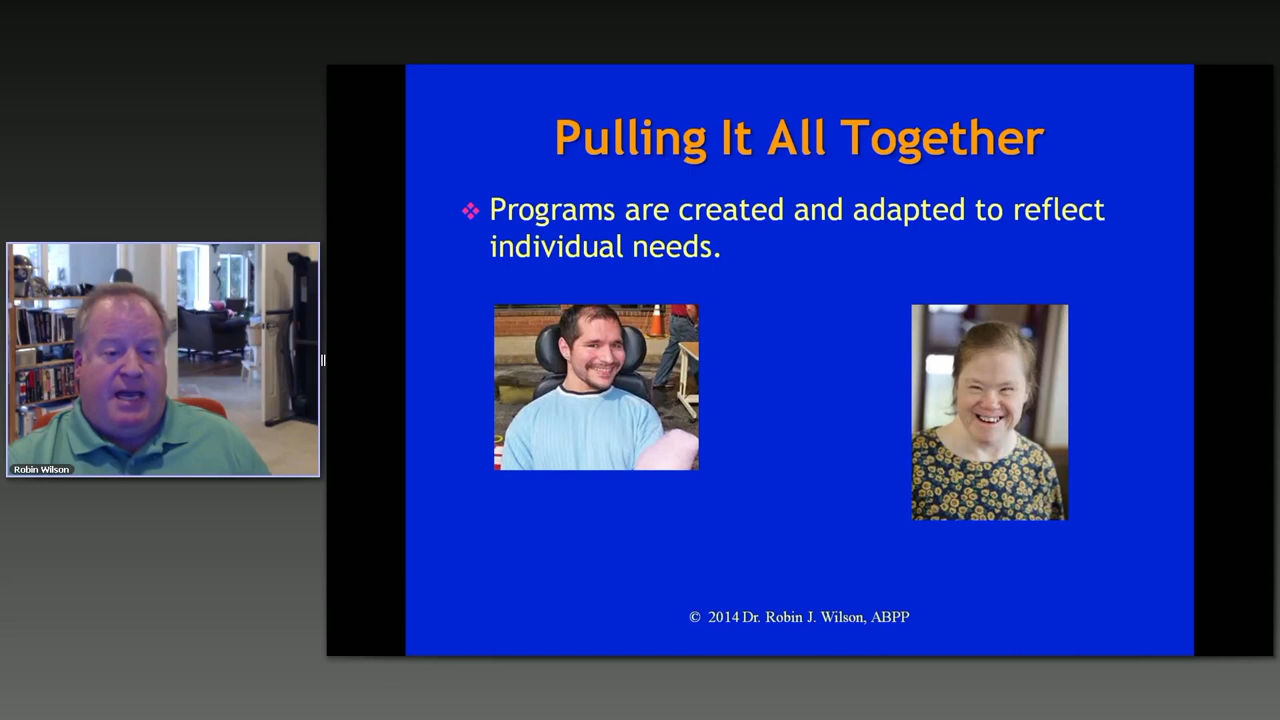 Pulling It All Together
Programs are created and adapted to reflect
individual needs.
Robin Wilson
© 2014 Dr. Robin J. Wilson, ABPP